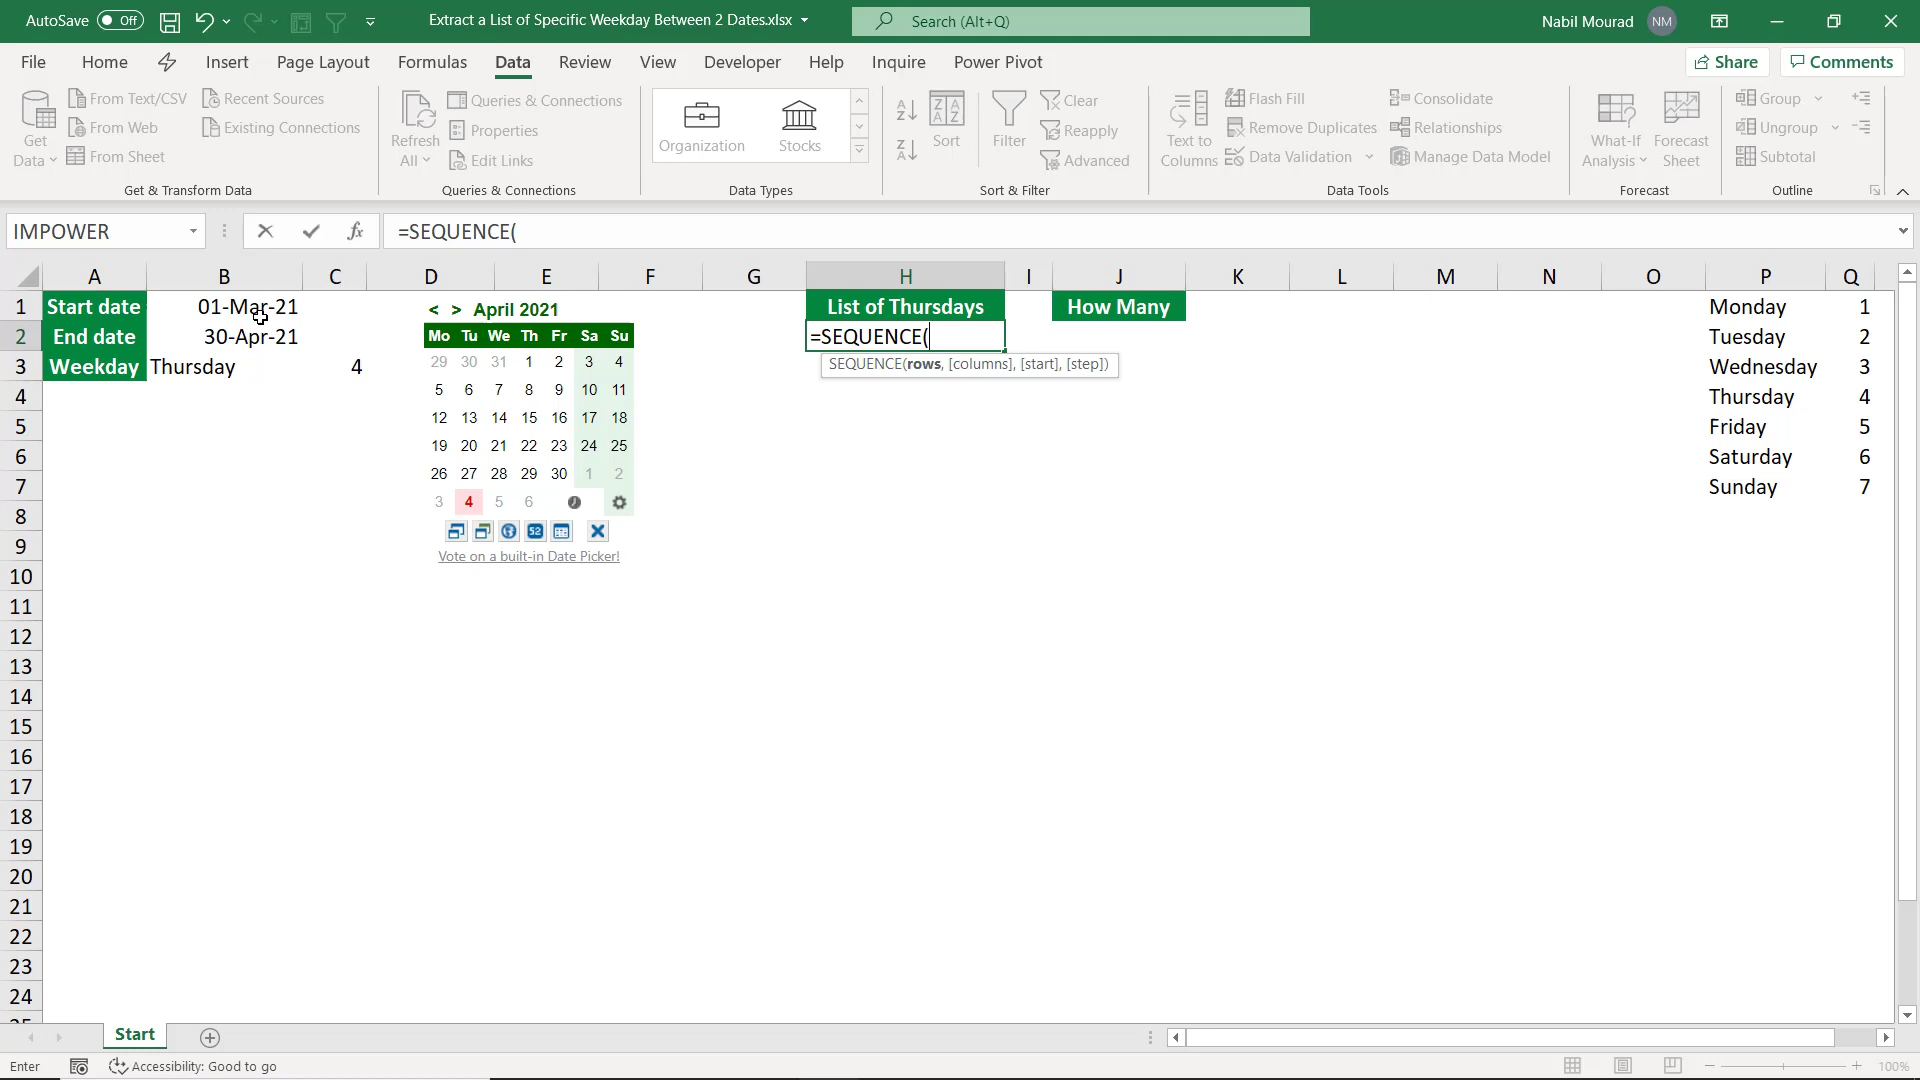 AutoSave Off Extract a List of Specific Weekday Between 2 Dates.xlsx Search (Alt+Q) Nabil Mourad NM
File Home Insert Page Layout Formulas Data Review View Developer Help Inquire Power Pivot Share Comments
Get Data From Text/CSV From Web From Sheet Recent Sources Existing Connections
Get & Transform Data
Refresh All Queries & Connections Properties Edit Links
Queries & Connections
Organization Stocks
Data Types
Sort Filter Clear Reapply Advanced
Sort & Filter
Text to Columns Flash Fill Remove Duplicates Data Validation Consolidate Relationships Manage Data Model
Data Tools
What-If Analysis Forecast Sheet
Forecast
Group Ungroup Subtotal
Outline
IMPOWER fx =SEQUENCE(
A B C D E F G H I J K L M N O P Q
1 Start date 01-Mar-21 List of Thursdays How Many Monday 1
2 End date 30-Apr-21 =SEQUENCE( Tuesday 2
SEQUENCE(rows, [columns], [start], [step])
3 Weekday Thursday 4 Wednesday 3
4 Thursday 4
5 Friday 5
6 Saturday 6
7 Sunday 7
8
9
10
11
12
13
14
15
16
17
18
19
20
21
22
23
24
25
< > April 2021
Mo Tu We Th Fr Sa Su
29 30 31 1 2 3 4
5 6 7 8 9 10 11
12 13 14 15 16 17 18
19 20 21 22 23 24 25
26 27 28 29 30 1 2
3 4 5 6
52
Vote on a built-in Date Picker!
Start
Enter Accessibility: Good to go 100%